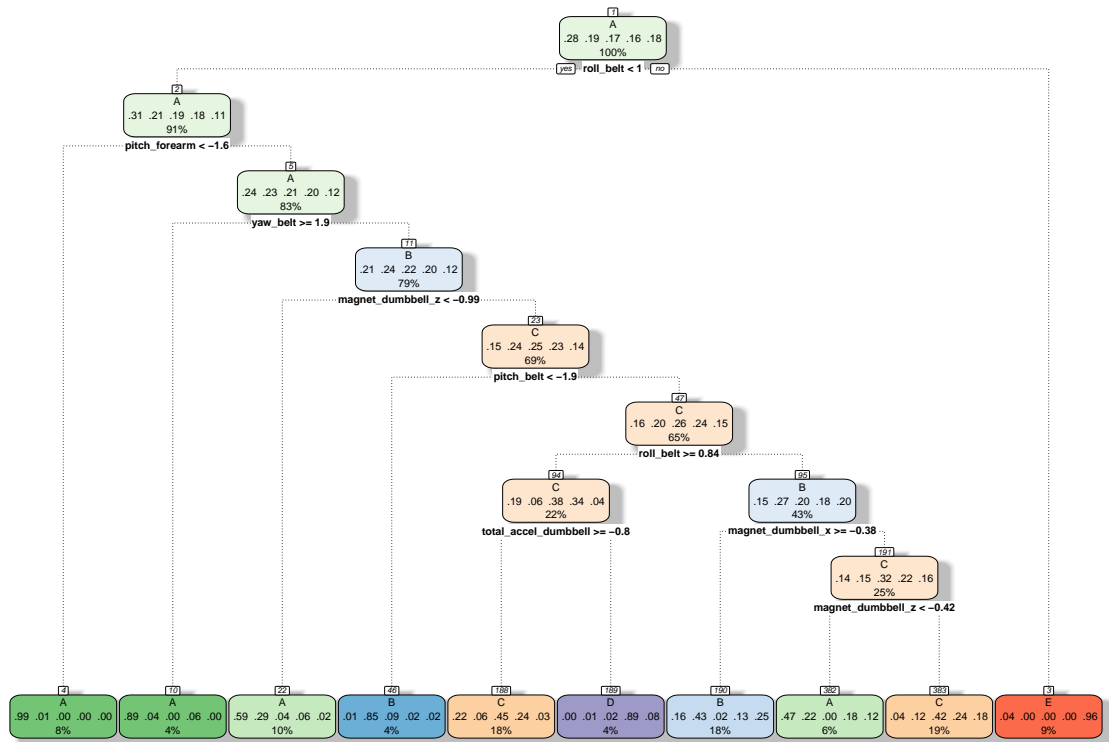 1
A
.28 .19 .17 .16 .18
100%
yes roll_belt < 1 no
2
A
.31 .21 .19 .18 .11
91%
pitch_forearm < −1.6
5
A
.24 .23 .21 .20 .12
83%
yaw_belt >= 1.9
11
B
.21 .24 .22 .20 .12
79%
magnet_dumbbell_z < −0.99
23
C
.15 .24 .25 .23 .14
69%
pitch_belt < −1.9
47
C
.16 .20 .26 .24 .15
65%
roll_belt >= 0.84
94
C
.19 .06 .38 .34 .04
22%
total_accel_dumbbell >= −0.8
95
B
.15 .27 .20 .18 .20
43%
magnet_dumbbell_x >= −0.38
191
C
.14 .15 .32 .22 .16
25%
magnet_dumbbell_z < −0.42
4
A
.99 .01 .00 .00 .00
8%
10
A
.89 .04 .00 .06 .00
4%
22
A
.59 .29 .04 .06 .02
10%
46
B
.01 .85 .09 .02 .02
4%
188
C
.22 .06 .45 .24 .03
18%
189
D
.00 .01 .02 .89 .08
4%
190
B
.16 .43 .02 .13 .25
18%
382
A
.47 .22 .00 .18 .12
6%
383
C
.04 .12 .42 .24 .18
19%
3
E
.04 .00 .00 .00 .96
9%